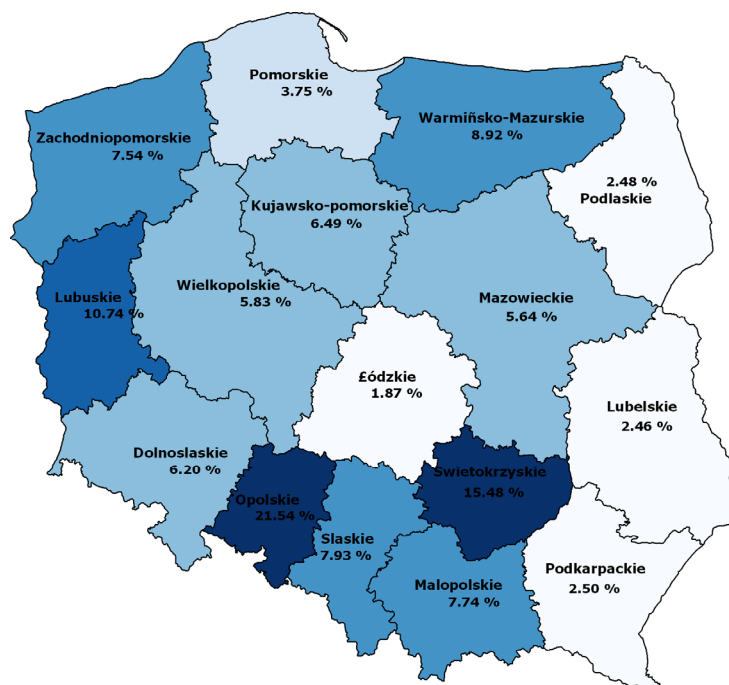 Pomorskie
3.75 %
Warmiñsko-Mazurskie
8.92 %
Zachodniopomorskie
7.54 %
2.48 %
Podlaskie
Kujawsko-pomorskie
6.49 %
Wielkopolskie
5.83 %
Lubuskie
10.74 %
Mazowieckie
5.64 %
£ódzkie
1.87 %
Lubelskie
2.46 %
Dolnoslaskie
6.20 %
Swietokrzyskie
15.48 %
Opolskie
21.54 %
Slaskie
7.93 %
Podkarpackie
2.50 %
Malopolskie
7.74 %